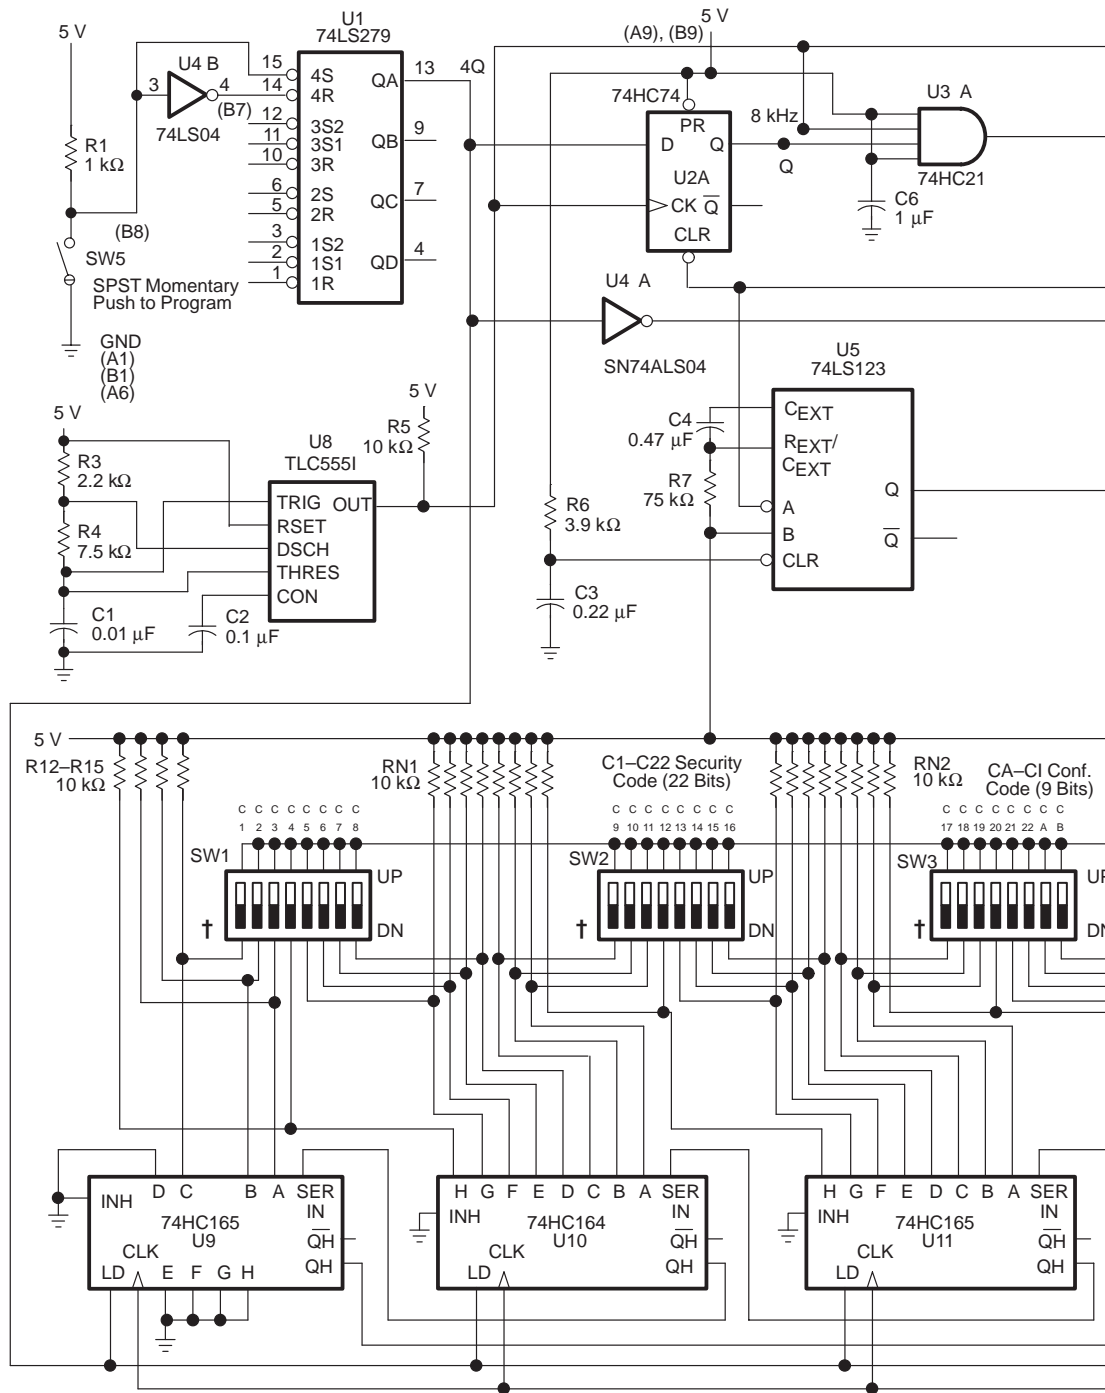 5 V
U1
74LS279
15
4S
14
4R
12
3S2
11
3S1
10
3R
6
2S
5
2R
3
1S2
2
1S1
1
1R
QA
13
QB
9
QC
7
QD
4
4Q
U4 B
3
4
(B7)
74LS04
R1
1 kΩ
(B8)
SW5
SPST Momentary
Push to Program
GND
(A1)
(B1)
(A6)
5 V
(A9), (B9)
74HC74
PR
D
Q
U2A
CK
Q
CLR
8 kHz
Q
U3 A
74HC21
C6
1 µF
U4 A
SN74ALS04
U5
74LS123
CEXT
REXT/
CEXT
A
B
CLR
Q
Q
C4
0.47 µF
R7
75 kΩ
R6
3.9 kΩ
C3
0.22 µF
5 V
R3
2.2 kΩ
R4
7.5 kΩ
C1
0.01 µF
C2
0.1 µF
U8
TLC555I
TRIG
OUT
RSET
DSCH
THRES
CON
5 V
R5
10 kΩ
5 V
R12–R15
10 kΩ
RN1
10 kΩ
C1–C22 Security
Code (22 Bits)
RN2
10 kΩ
CA–CI Conf.
Code (9 Bits)
C C C C C C C C
1 2 3 4 5 6 7 8
SW1
UP
†
DN
C C C C C C C C
9 10 11 12 13 14 15 16
SW2
UP
†
DN
C C C C C C C C
17 18 19 20 21 22 A B
SW3
UP
†
DN
D C B A SER
IN
INH
74HC165
U9
QH
CLK
QH
LD
E F G H
H G F E D C B A SER
IN
INH
74HC164
U10
QH
CLK
QH
LD
H G F E D C B A SER
IN
INH
74HC165
U11
QH
CLK
QH
LD